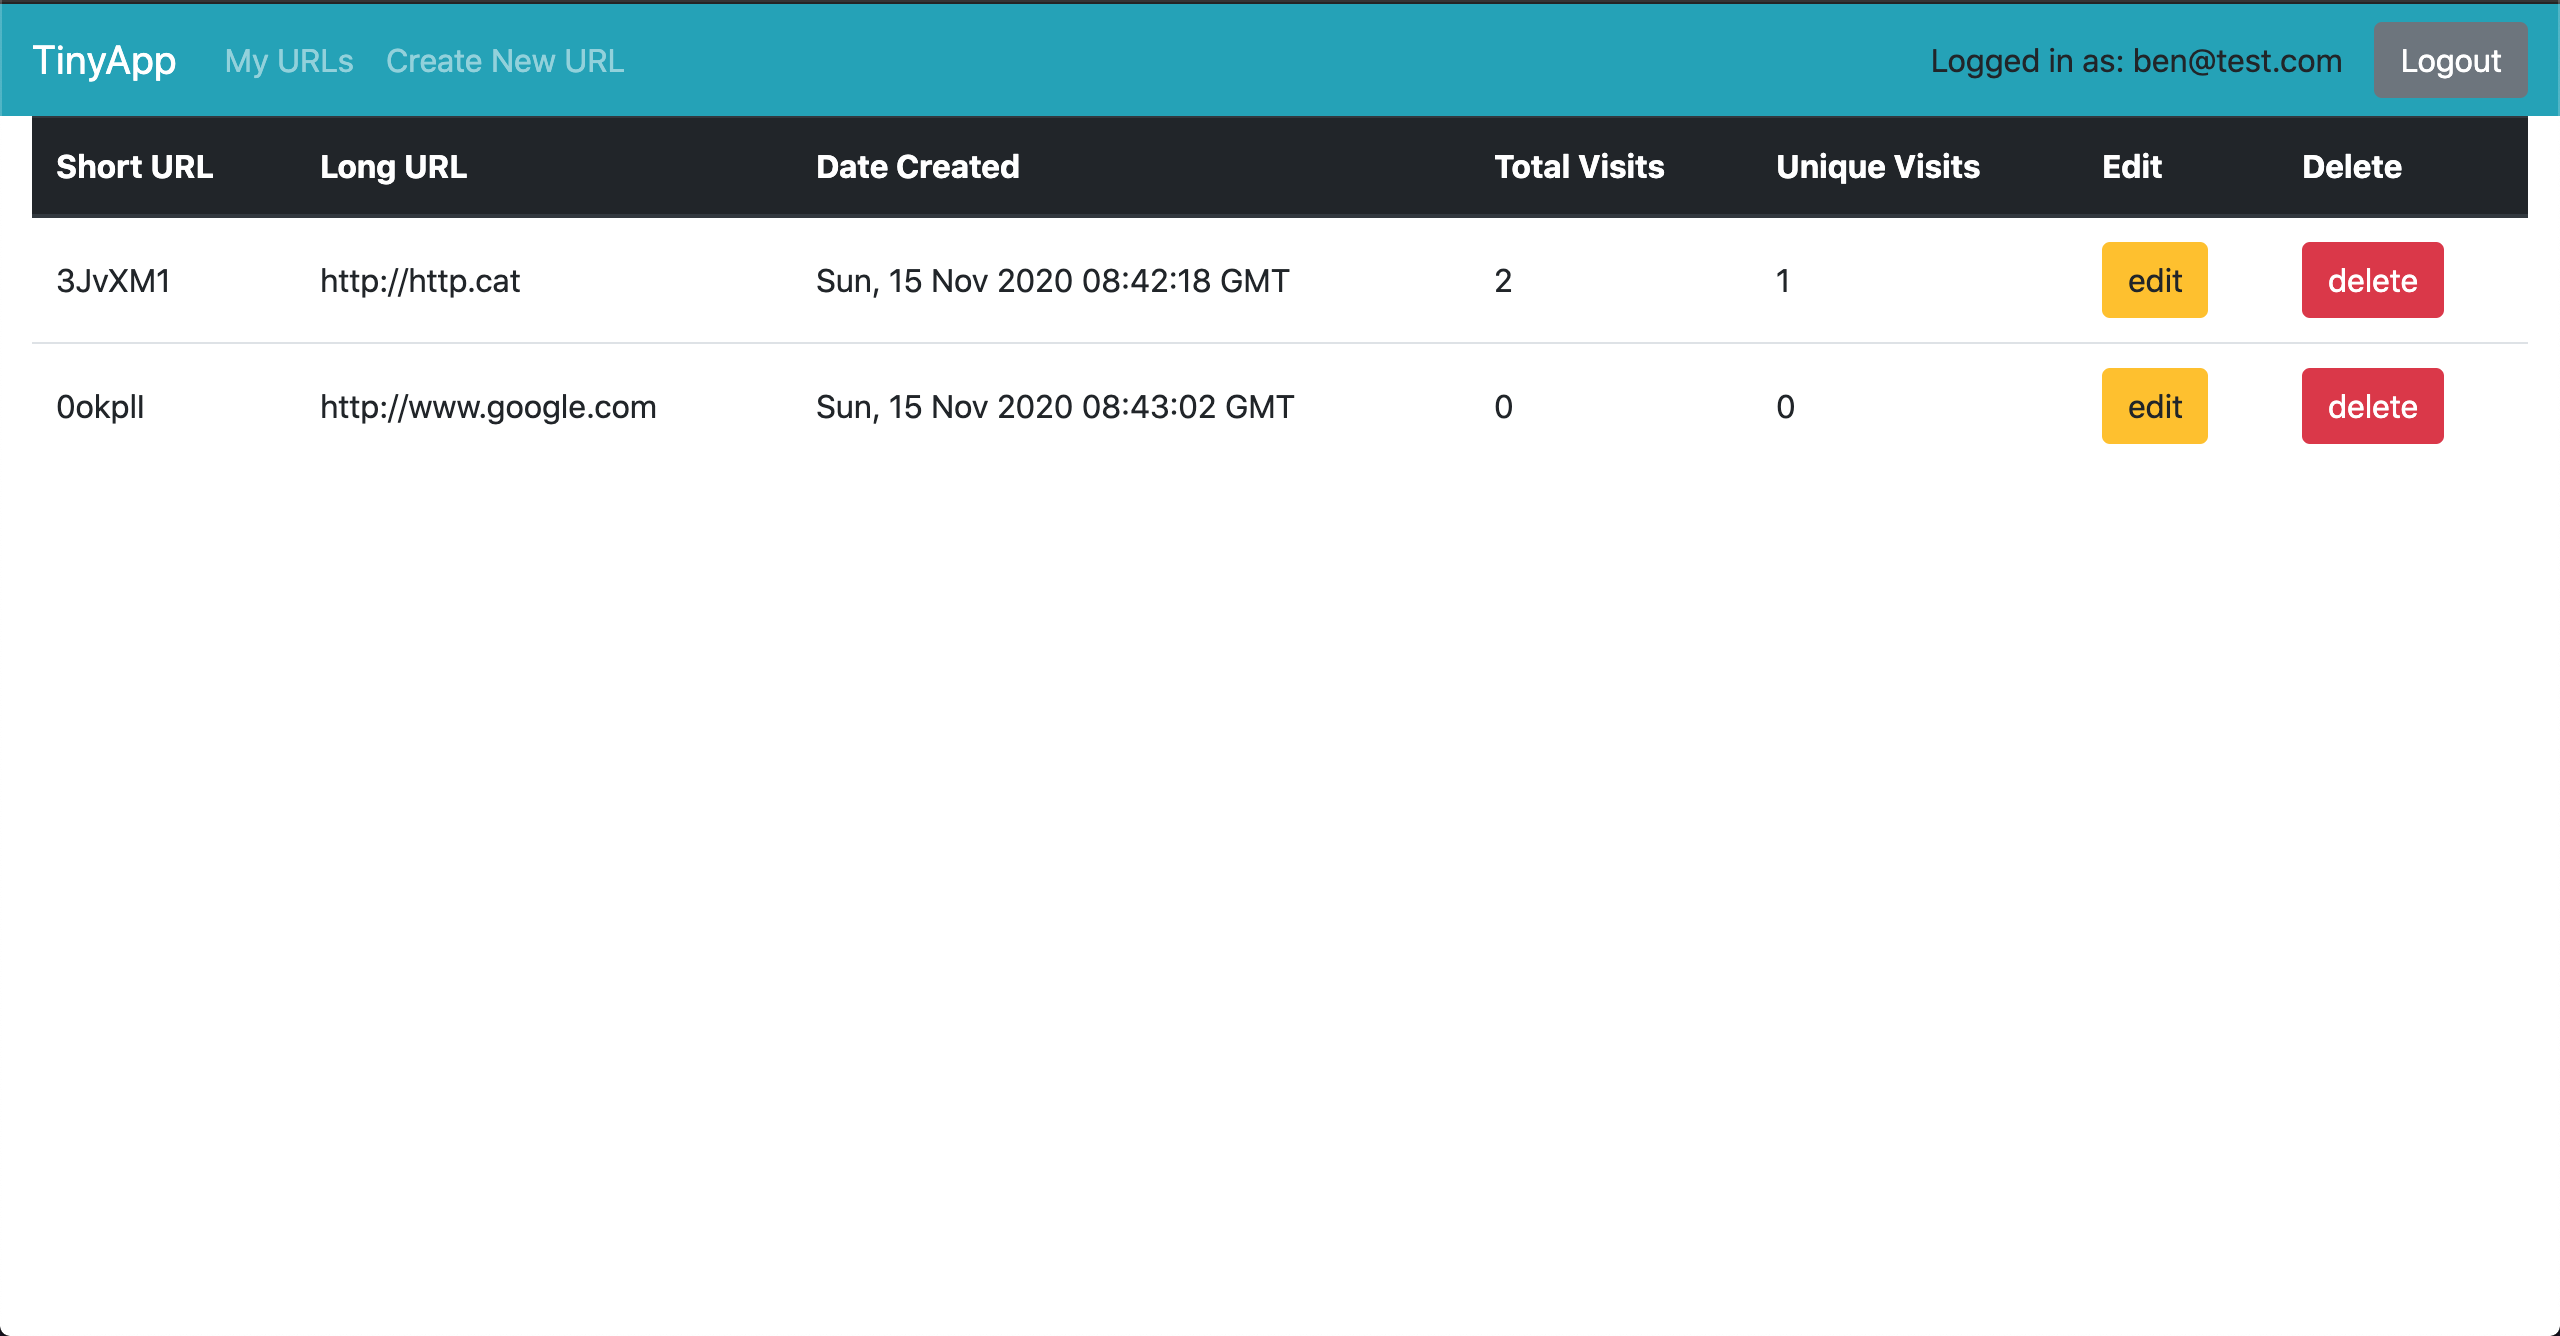 TinyApp My URLs Create New URL Logged in as: ben@test.com Logout
Short URL Long URL Date Created Total Visits Unique Visits Edit Delete
3JvXM1 http://http.cat Sun, 15 Nov 2020 08:42:18 GMT 2 1 edit delete
0okplI http://www.google.com Sun, 15 Nov 2020 08:43:02 GMT 0 0 edit delete